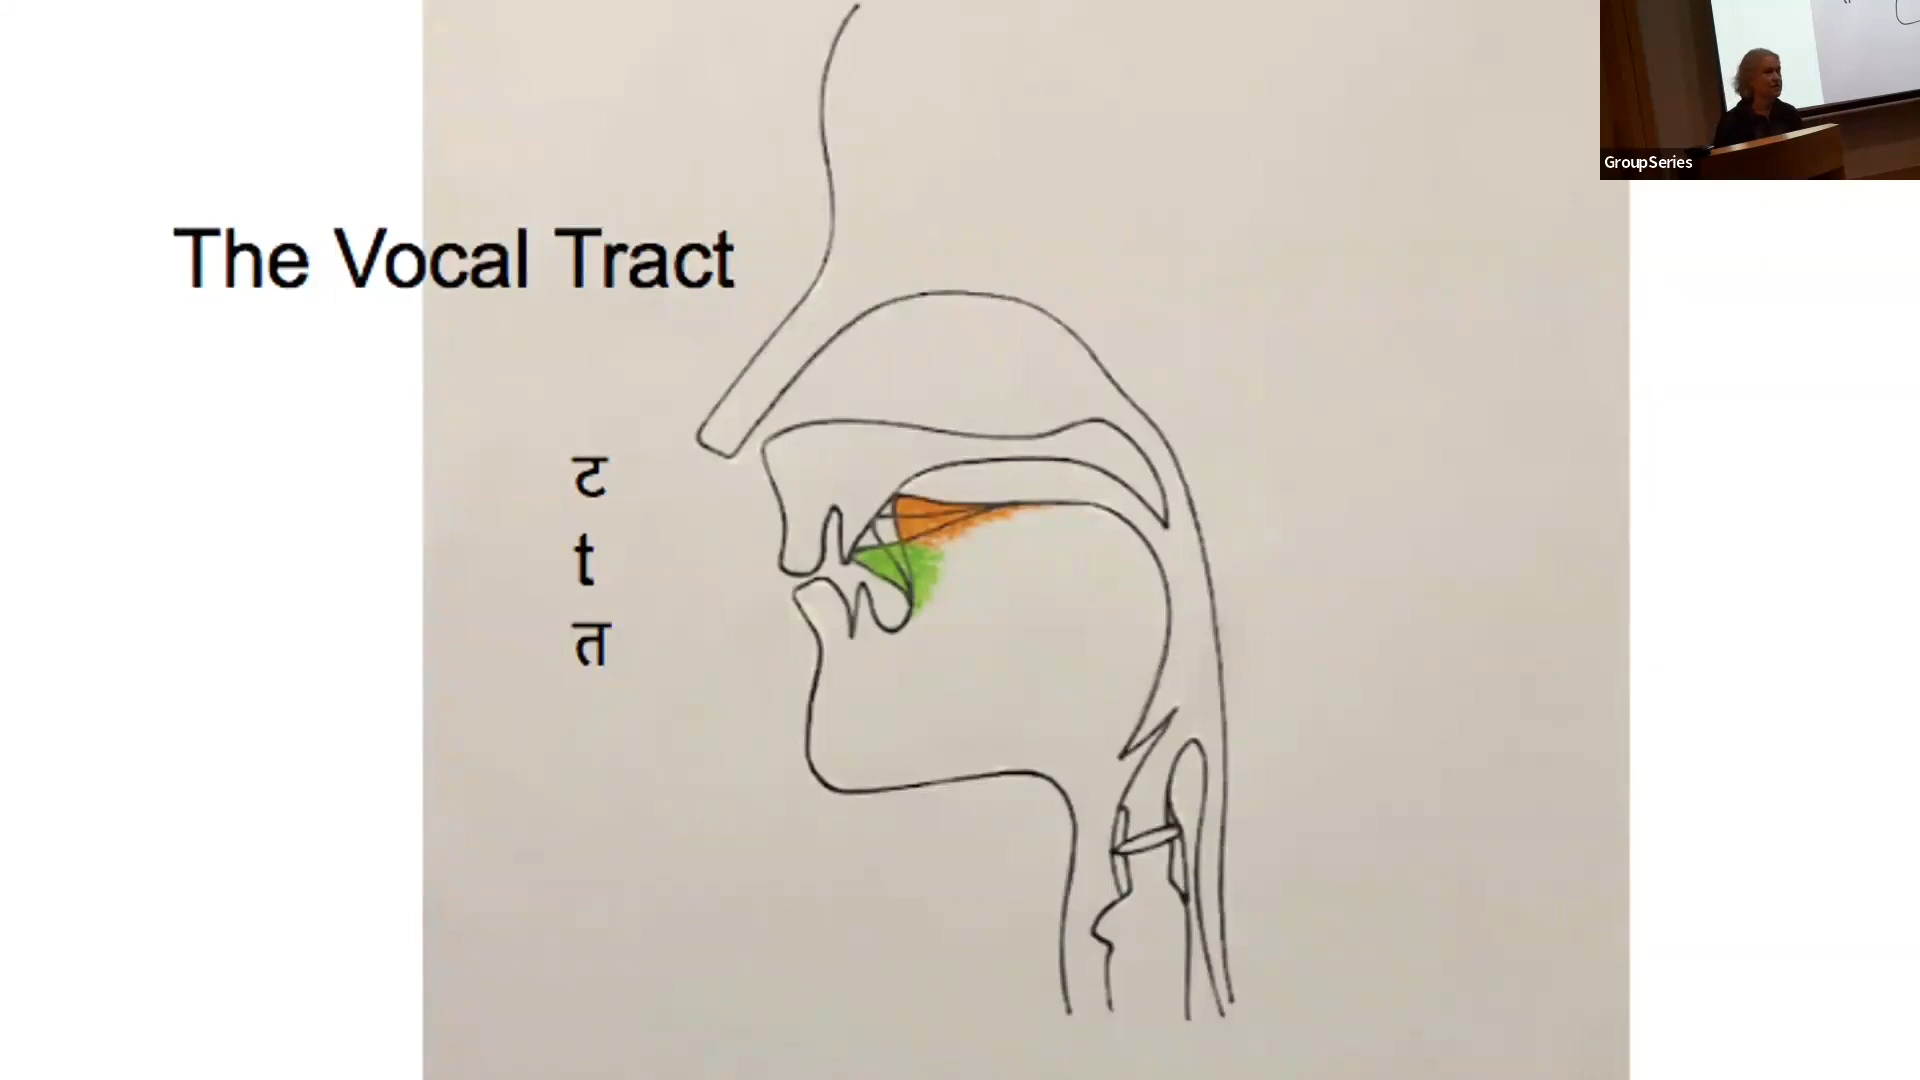 The Vocal Tract
ट
t
त
GroupSeries